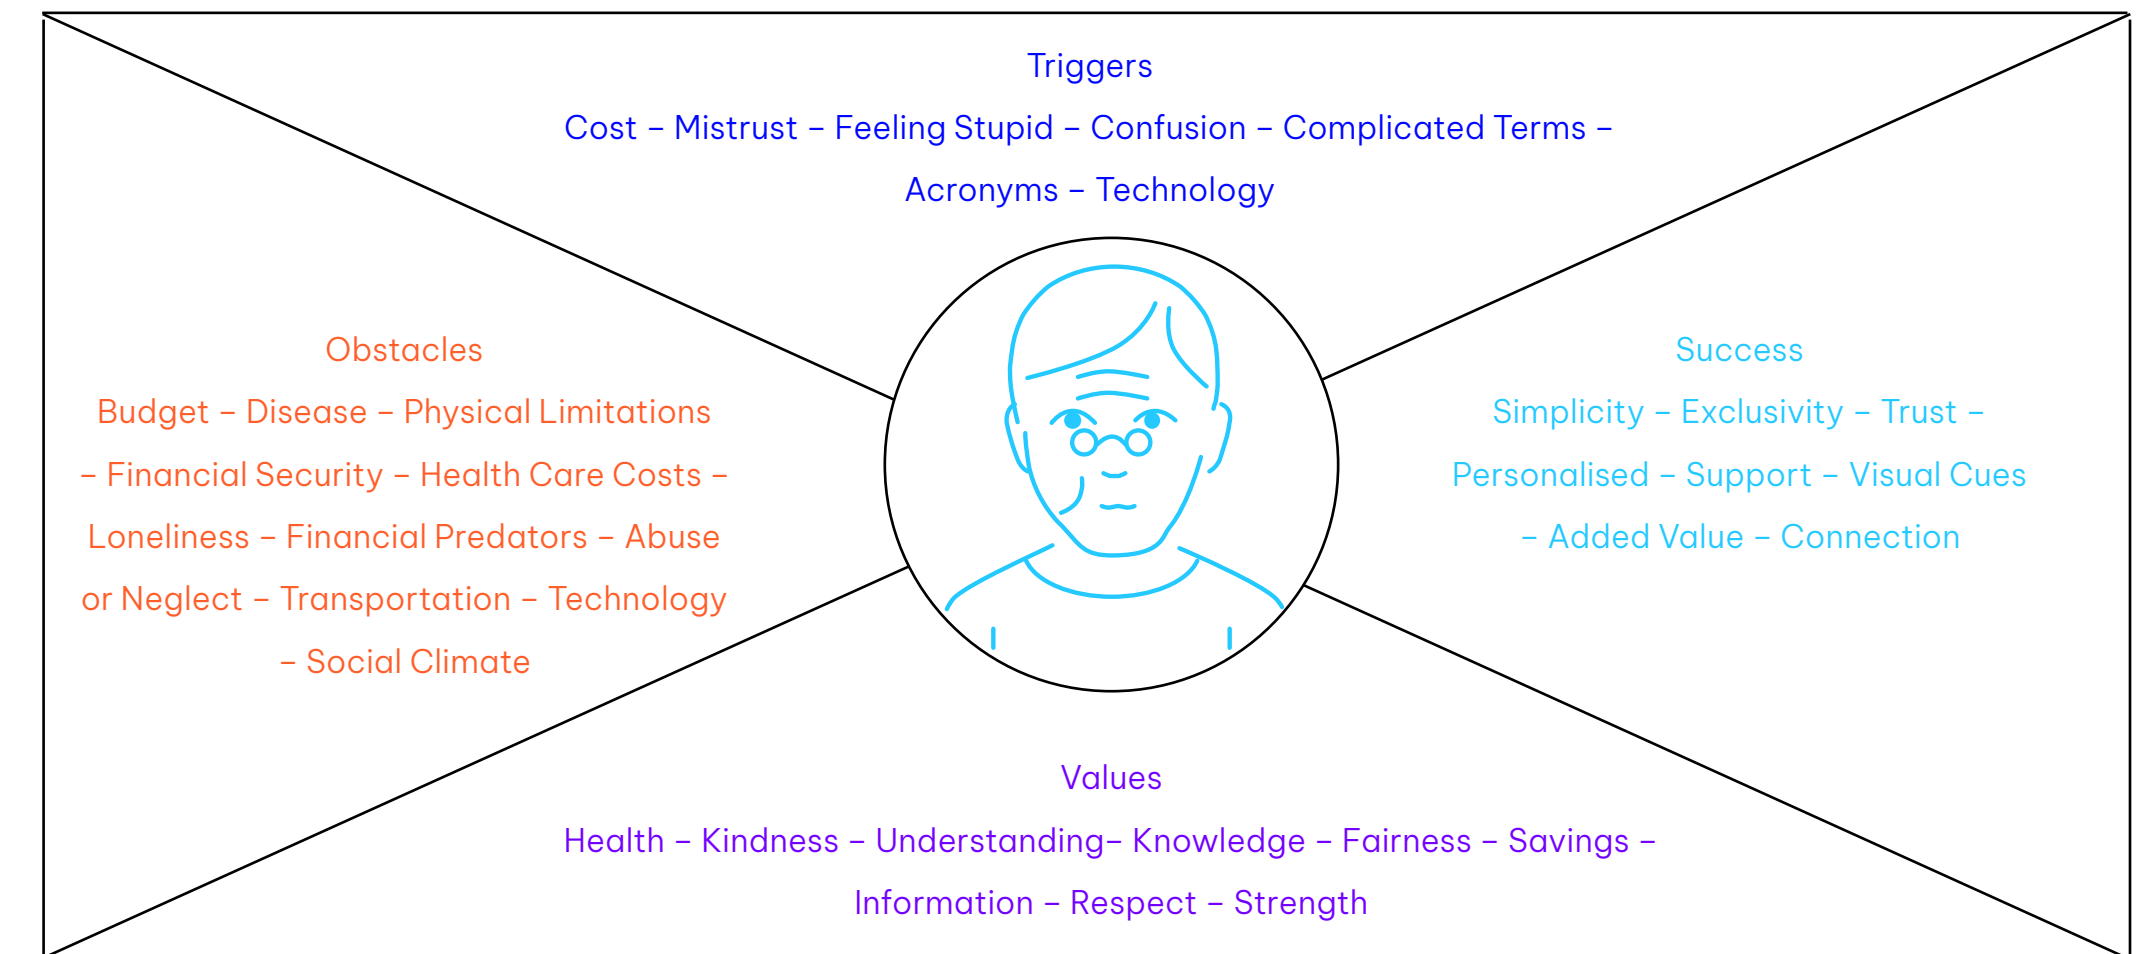 Triggers
Cost – Mistrust – Feeling Stupid – Confusion – Complicated Terms –
Acronyms – Technology
Obstacles
Budget – Disease – Physical Limitations
– Financial Security – Health Care Costs –
Loneliness – Financial Predators – Abuse
or Neglect – Transportation – Technology
– Social Climate
Success
Simplicity – Exclusivity – Trust –
Personalised – Support – Visual Cues
– Added Value – Connection
Values
Health – Kindness – Understanding– Knowledge – Fairness – Savings –
Information – Respect – Strength